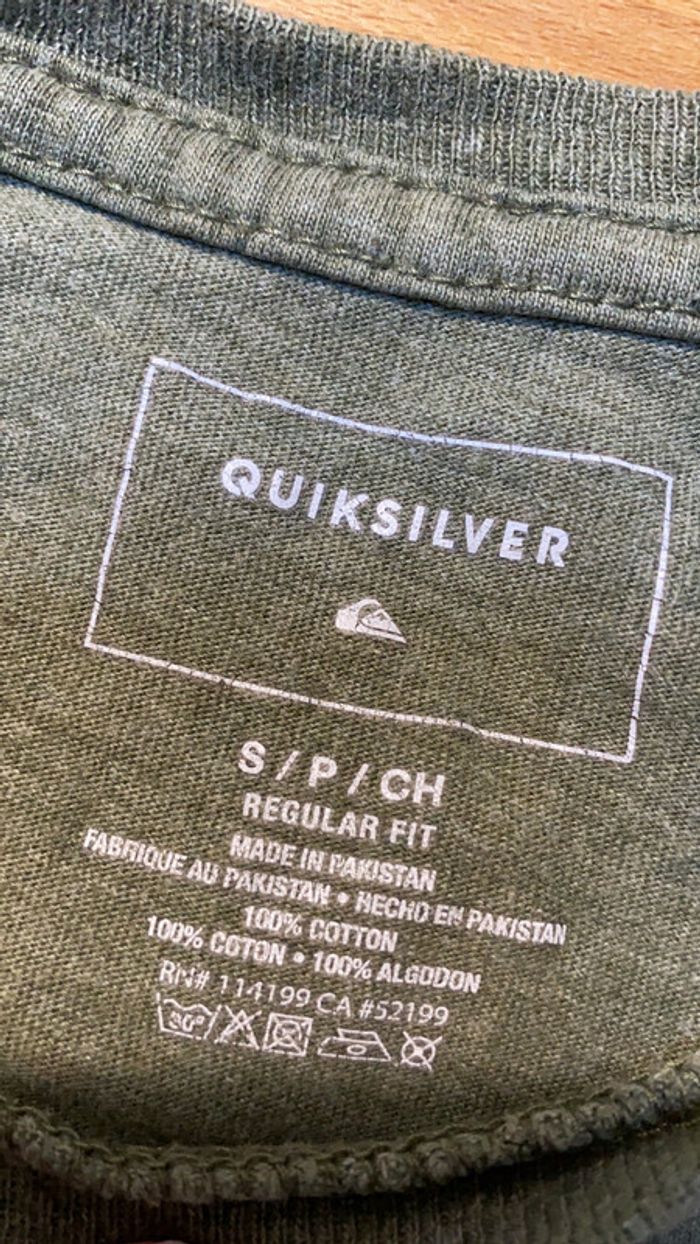 QUIKSILVER
S / P / CH
REGULAR FIT
MADE IN PAKISTAN
FABRIQUE AU PAKISTAN • HECHO EN PAKISTAN
100% COTTON
100% COTON • 100% ALGODON
RN# 114199 CA #52199
30°